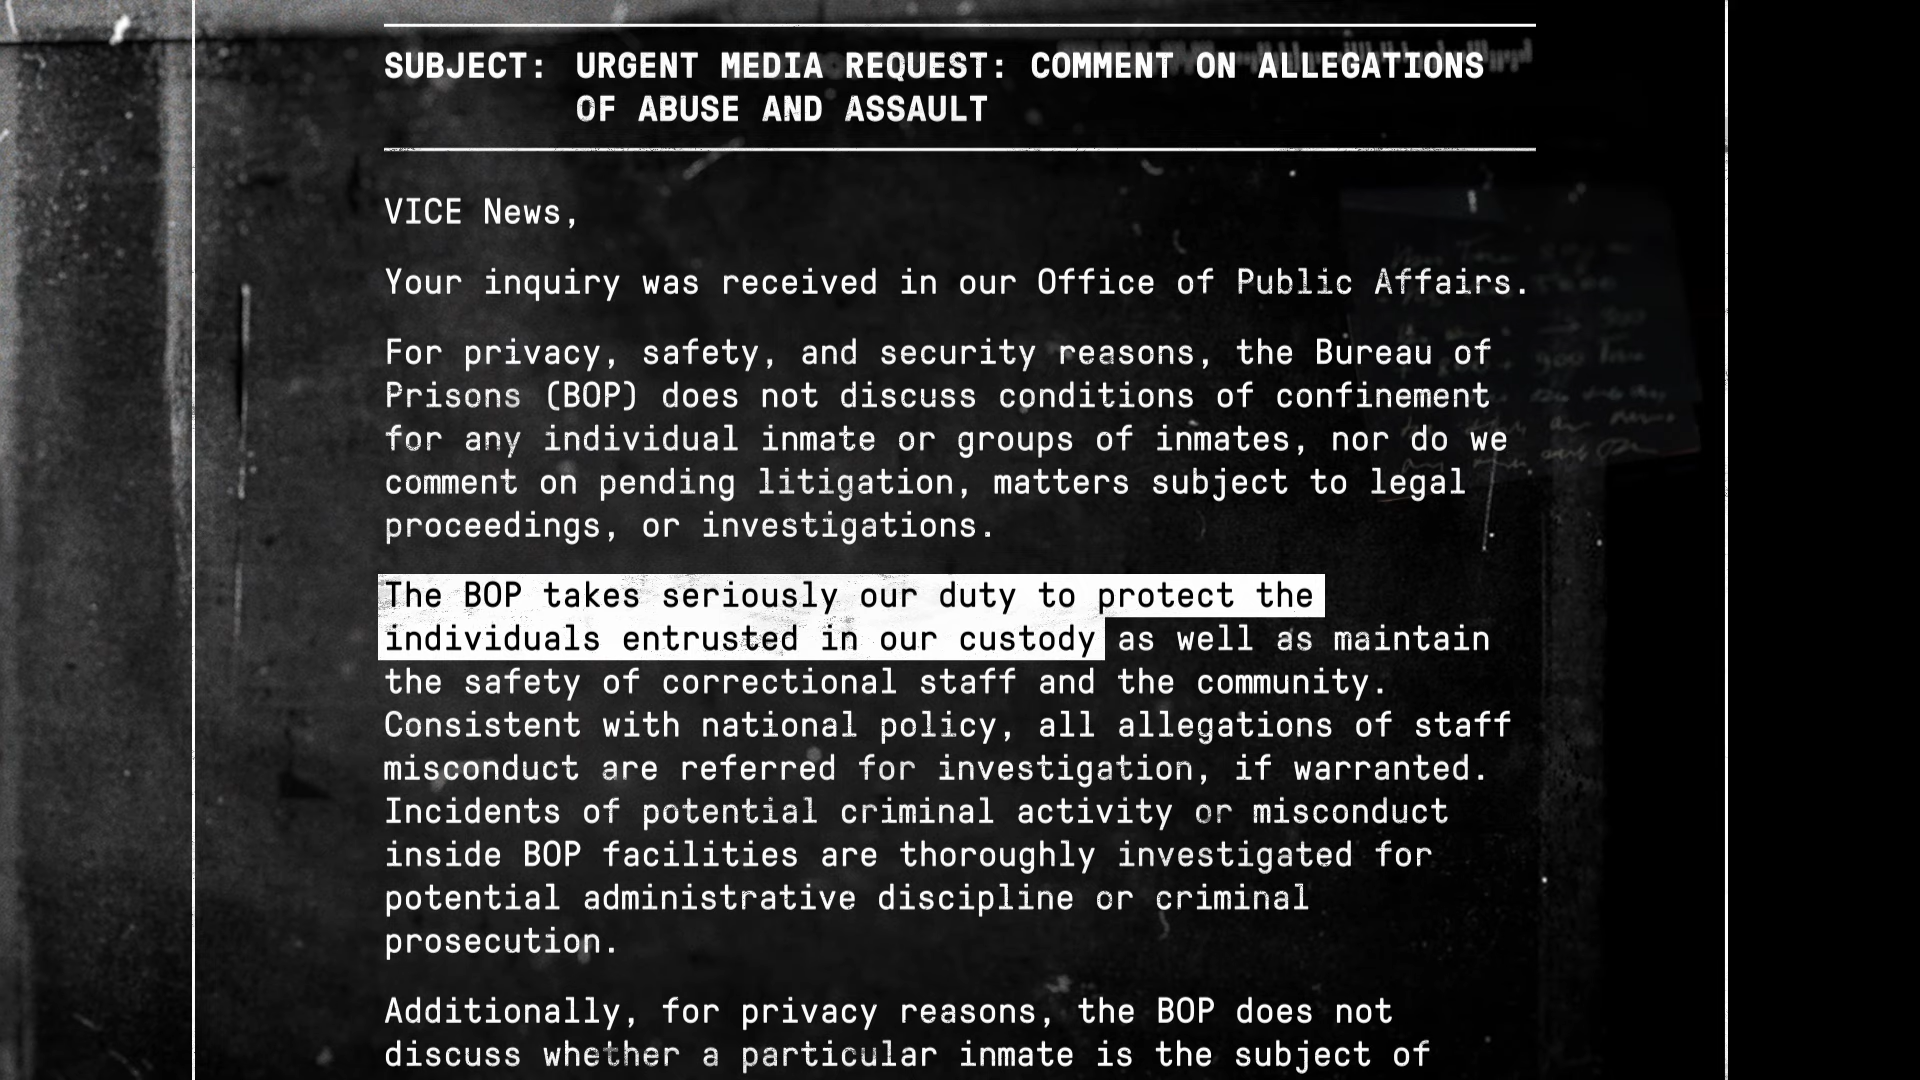 SUBJECT: URGENT MEDIA REQUEST: COMMENT ON ALLEGATIONS
OF ABUSE AND ASSAULT
VICE News,
Your inquiry was received in our Office of Public Affairs.
For privacy, safety, and security reasons, the Bureau of
Prisons (BOP) does not discuss conditions of confinement
for any individual inmate or groups of inmates, nor do we
comment on pending litigation, matters subject to legal
proceedings, or investigations.
The BOP takes seriously our duty to protect the
individuals entrusted in our custody as well as maintain
the safety of correctional staff and the community.
Consistent with national policy, all allegations of staff
misconduct are referred for investigation, if warranted.
Incidents of potential criminal activity or misconduct
inside BOP facilities are thoroughly investigated for
potential administrative discipline or criminal
prosecution.
Additionally, for privacy reasons, the BOP does not
discuss whether a particular inmate is the subject of